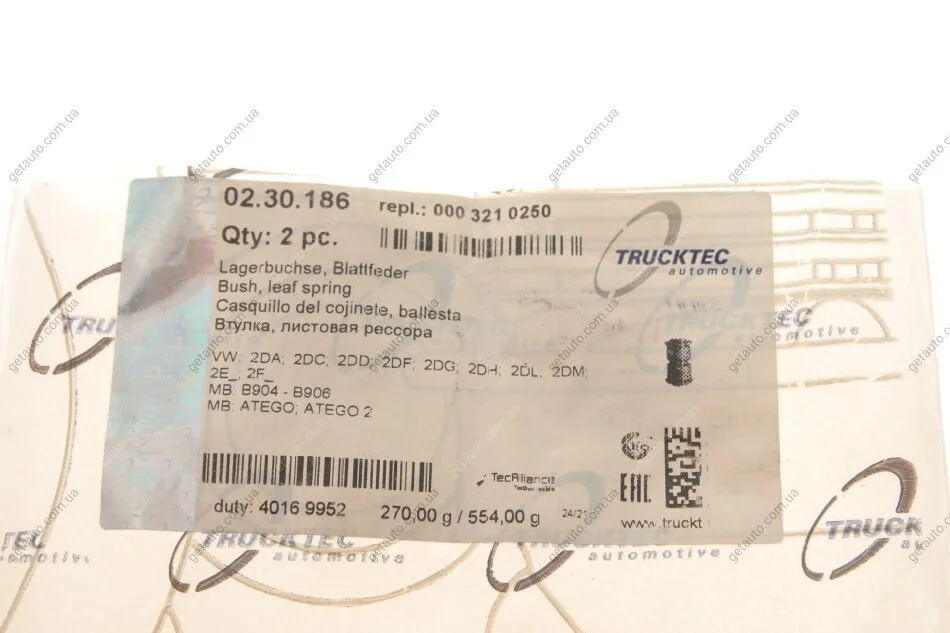 02.30.186 repl.: 000 321 0250
Qty: 2 pc.
TRUCKTEC
automotive
Lagerbuchse, Blattfeder
Bush, leaf spring
Casquillo del cojinete, ballesta
Втулка, листовая рессора
VW: 2DA; 2DC; 2DD; 2DF; 2DG; 2DH; 2DL; 2DM;
2E_; 2F_
MB: B904 - B906
MB: ATEGO; ATEGO 2
TecAlliance
EAC
duty: 4016 9952 270,00 g / 554,00 g 24/21
www.truckt
TRUCKTEC
automotive
TRUCKTEC
automotive
TRUCK
getauto.com.ua